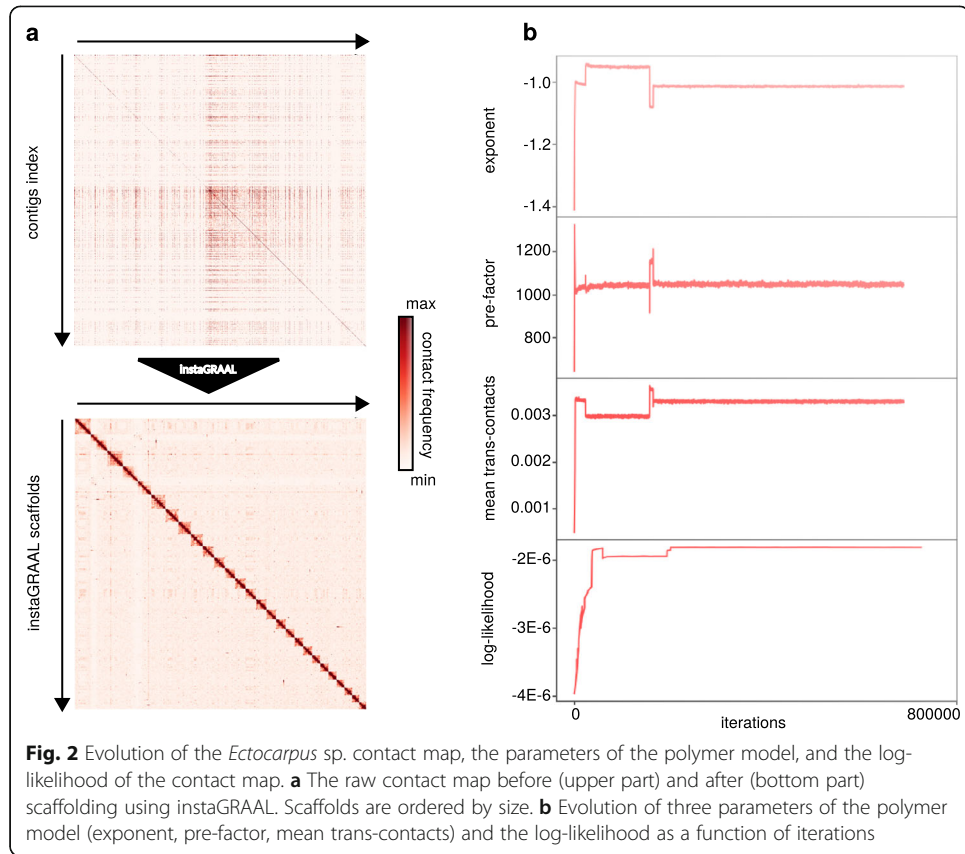 a
contigs index
instaGRAAL
max
contact frequency
min
instaGRAAL scaffolds
b
exponent
-1.0
-1.2
-1.4
pre-factor
1200
1000
800
mean trans-contacts
0.003
0.002
0.001
log-likelihood
-2E-6
-3E-6
-4E-6
0
800000
iterations
Fig. 2 Evolution of the Ectocarpus sp. contact map, the parameters of the polymer model, and the log-
likelihood of the contact map. a The raw contact map before (upper part) and after (bottom part)
scaffolding using instaGRAAL. Scaffolds are ordered by size. b Evolution of three parameters of the polymer
model (exponent, pre-factor, mean trans-contacts) and the log-likelihood as a function of iterations